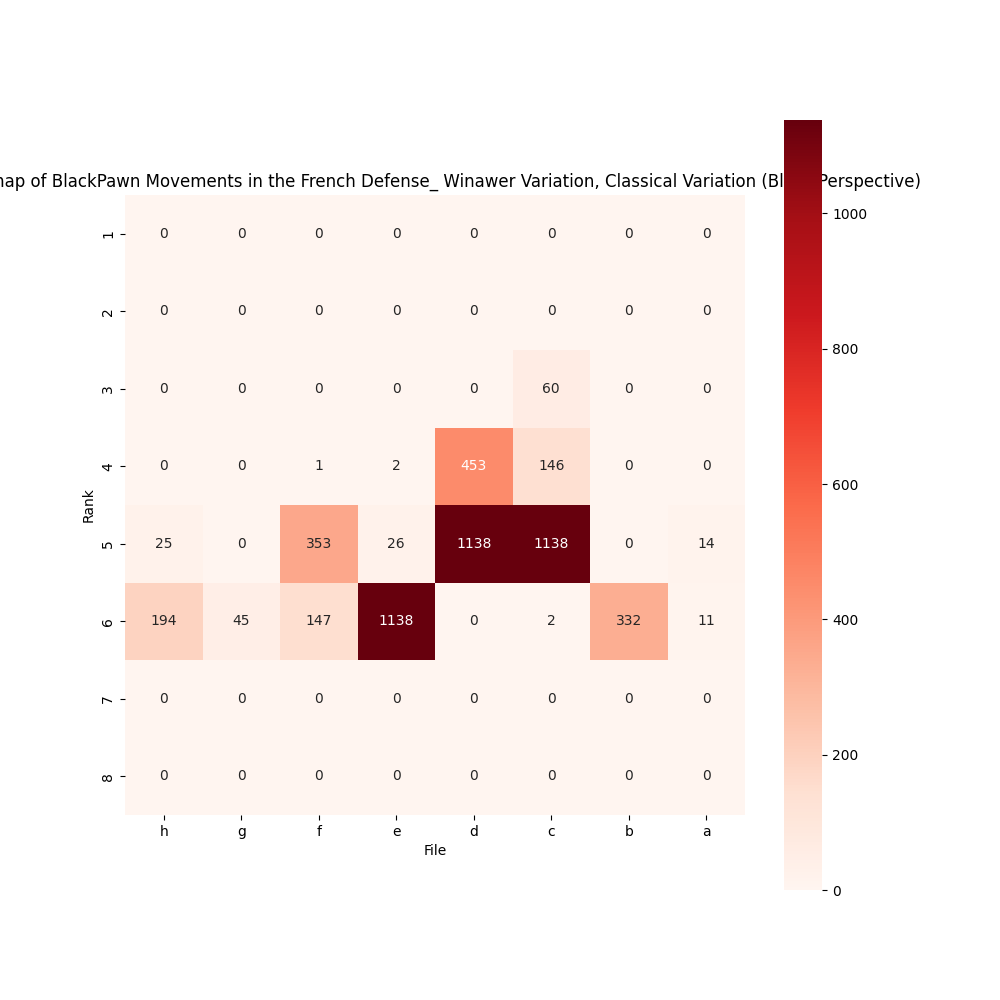 map of BlackPawn Movements in the French Defense_ Winawer Variation, Classical Variation (Bl Perspective)
1000
800
600
400
200
0
Rank
1 0 0 0 0 0 0 0 0
2 0 0 0 0 0 0 0 0
3 0 0 0 0 0 60 0 0
4 0 0 1 2 453 146 0 0
5 25 0 353 26 1138 1138 0 14
6 194 45 147 1138 0 2 332 11
7 0 0 0 0 0 0 0 0
8 0 0 0 0 0 0 0 0
h g f e d c b a
File